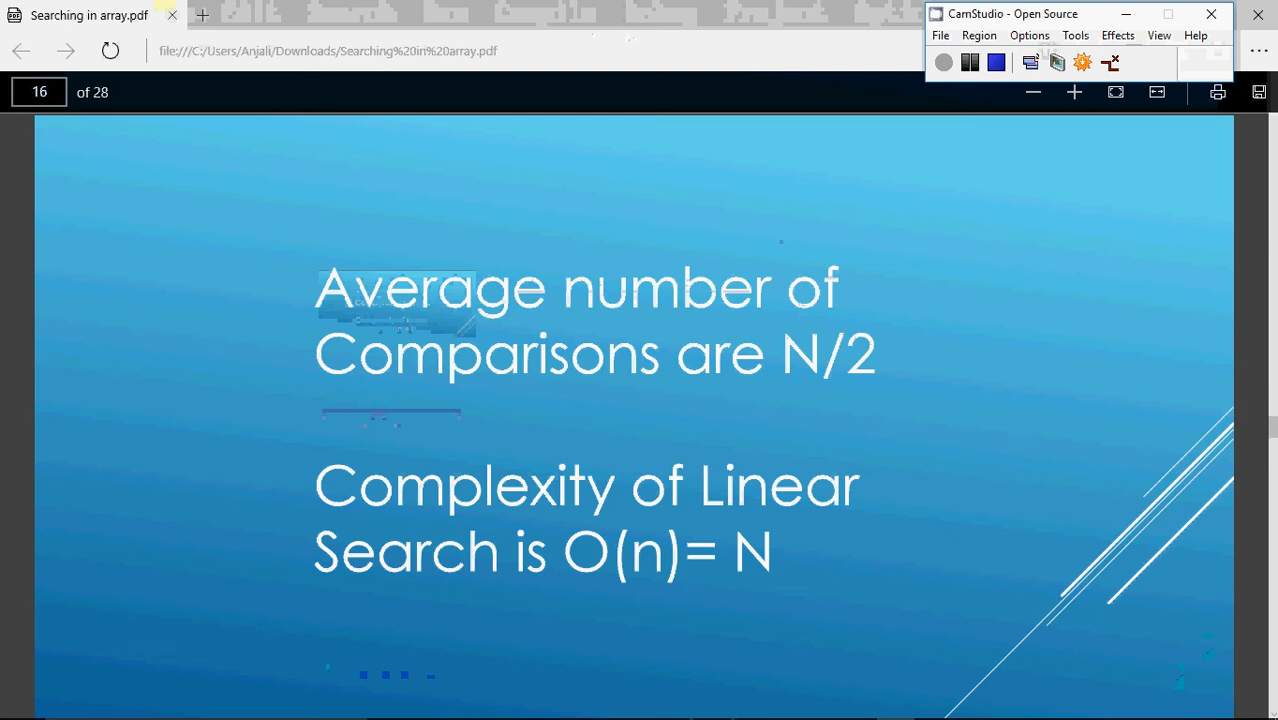 Searching in array.pdf
CamStudio - Open Source
File Region Options Tools Effects View Help
file:///C:/Users/Anjali/Downloads/Searching%20in%20array.pdf
16 of 28
Average number of
Comparisons are N/2
Complexity of Linear
Search is O(n)= N